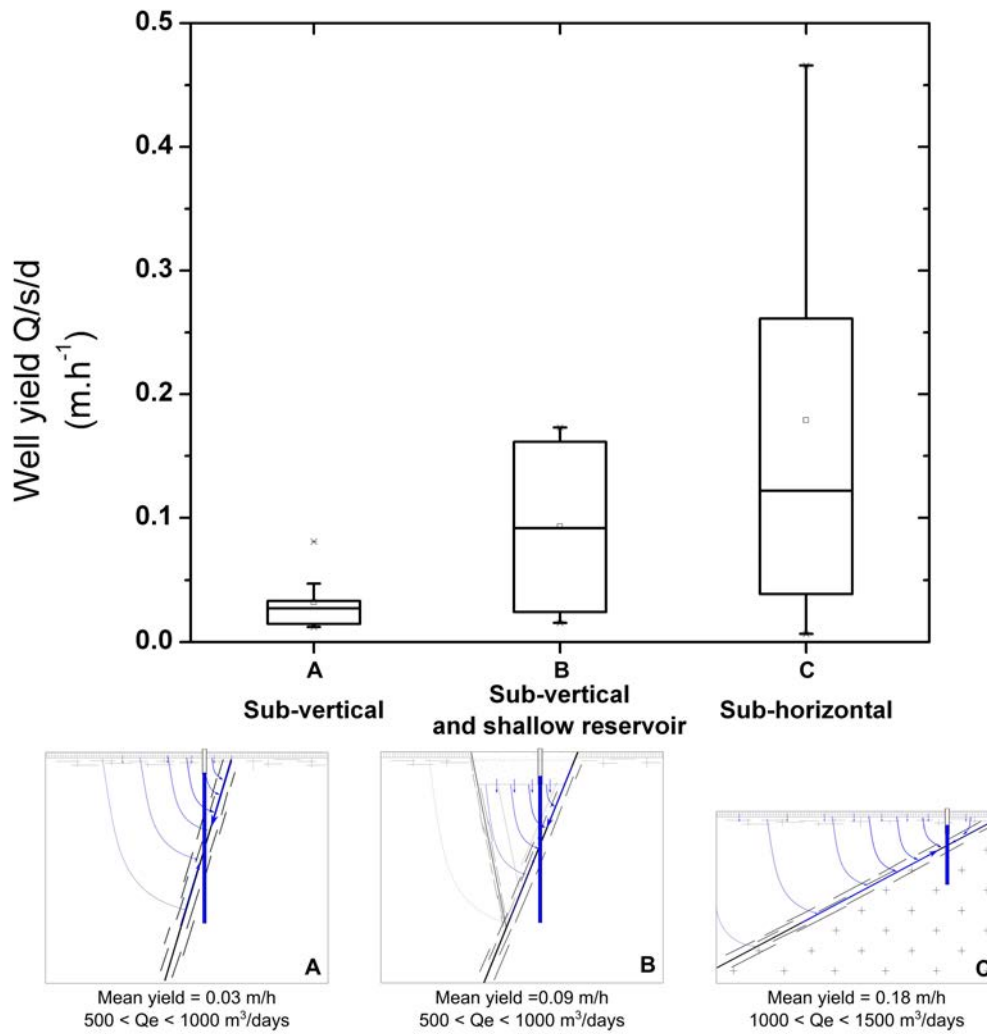 0.5
0.4
0.3
0.2
0.1
0.0
Well yield Q/s/d
(m.h⁻¹)
A
B
C
Sub-vertical
Sub-vertical
and shallow reservoir
Sub-horizontal
A
B
C
Mean yield = 0.03 m/h
500 < Qe < 1000 m³/days
Mean yield =0.09 m/h
500 < Qe < 1000 m³/days
Mean yield = 0.18 m/h
1000 < Qe < 1500 m³/days